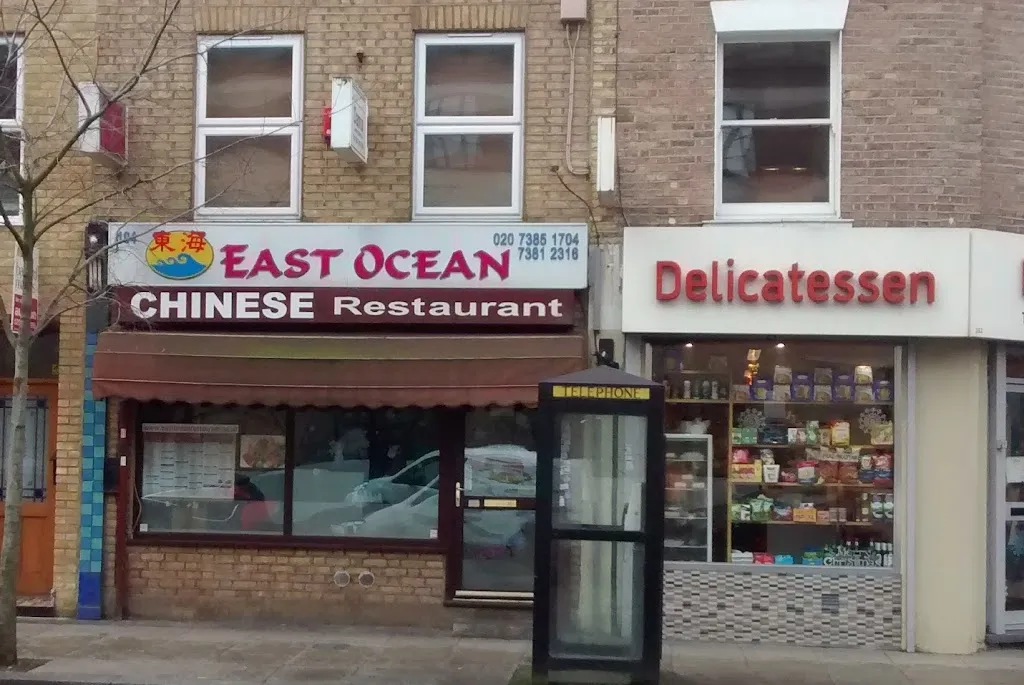 東海
EAST OCEAN
020 7385 1704
7381 2316
CHINESE Restaurant
Delicatessen
TELEPHONE